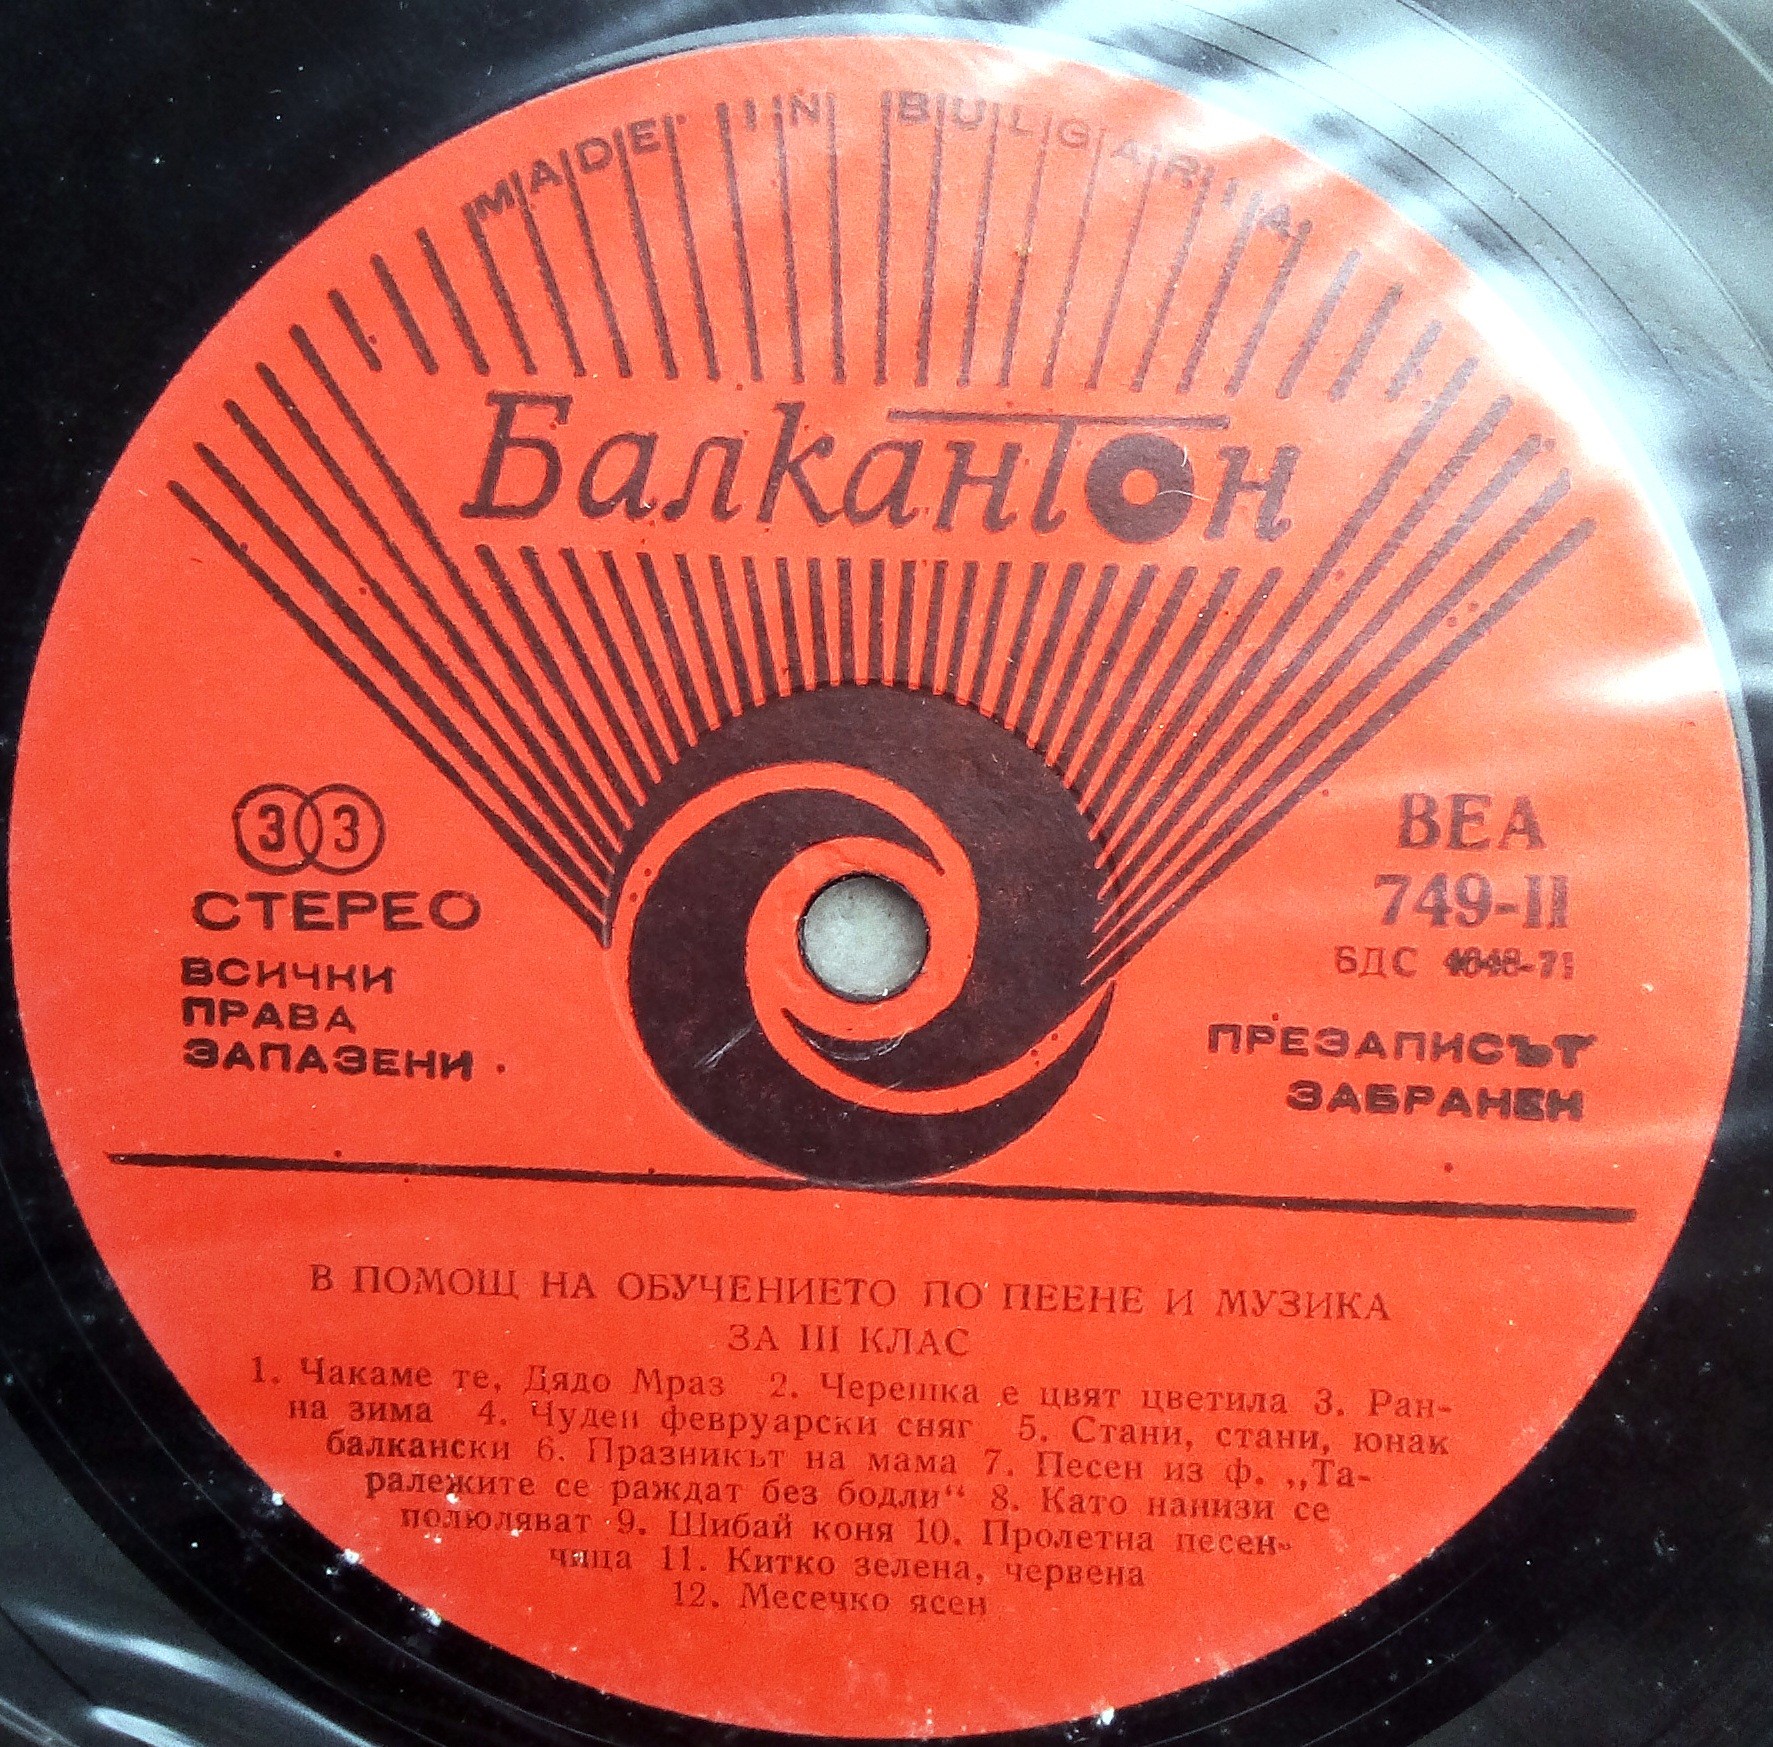 MADE IN BULGARIA
Балкантон
33
СТЕРЕО
ВСИЧКИ
ПРАВА
ЗАПАЗЕНИ
ВЕА
749-II
БДС 4048-71
ПРЕЗАПИСЪТ
ЗАБРАНЕН
В ПОМОЩ НА ОБУЧЕНИЕТО ПО ПЕЕНЕ И МУЗИКА
ЗА III КЛАС
1. Чакаме те, Дядо Мраз 2. Черешка е цвят цветила 3. Ран-
на зима 4. Чуден февруарски сняг 5. Стани, стани, юнак
балкански 6. Празникът на мама 7. Песен из ф. „Та-
ралежите се раждат без бодли“ 8. Като нанизи се
полюляват 9. Шибай коня 10. Пролетна песен-
чица 11. Китко зелена, червена
12. Месечко ясен